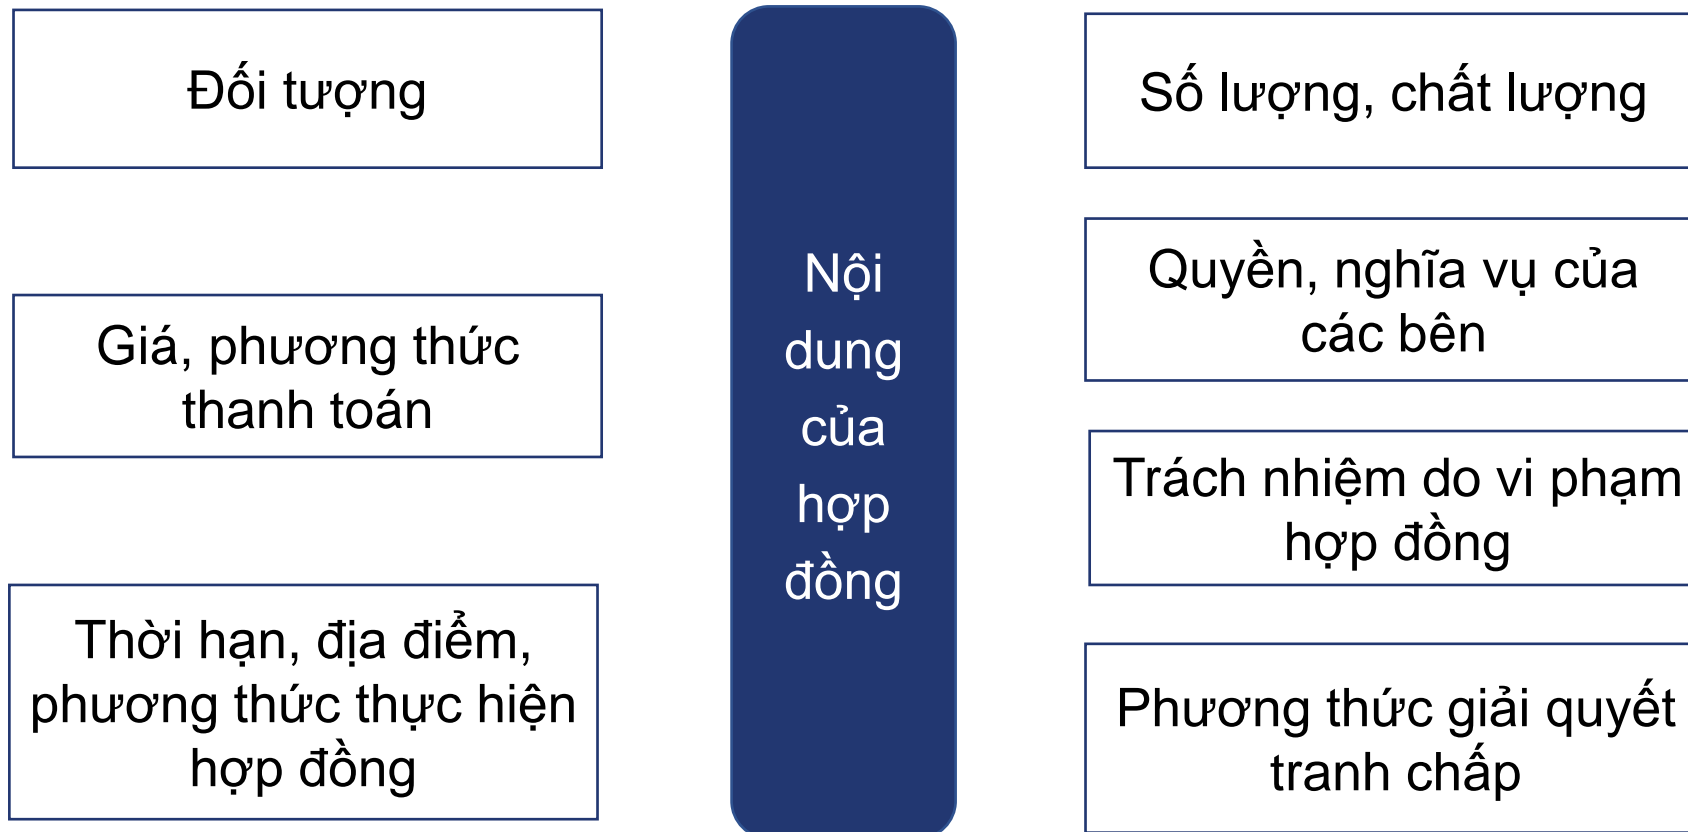 Đối tượng
Giá, phương thức
thanh toán
Thời hạn, địa điểm,
phương thức thực hiện
hợp đồng
Nội
dung
của
hợp
đồng
Số lượng, chất lượng
Quyền, nghĩa vụ của
các bên
Trách nhiệm do vi phạm
hợp đồng
Phương thức giải quyết
tranh chấp